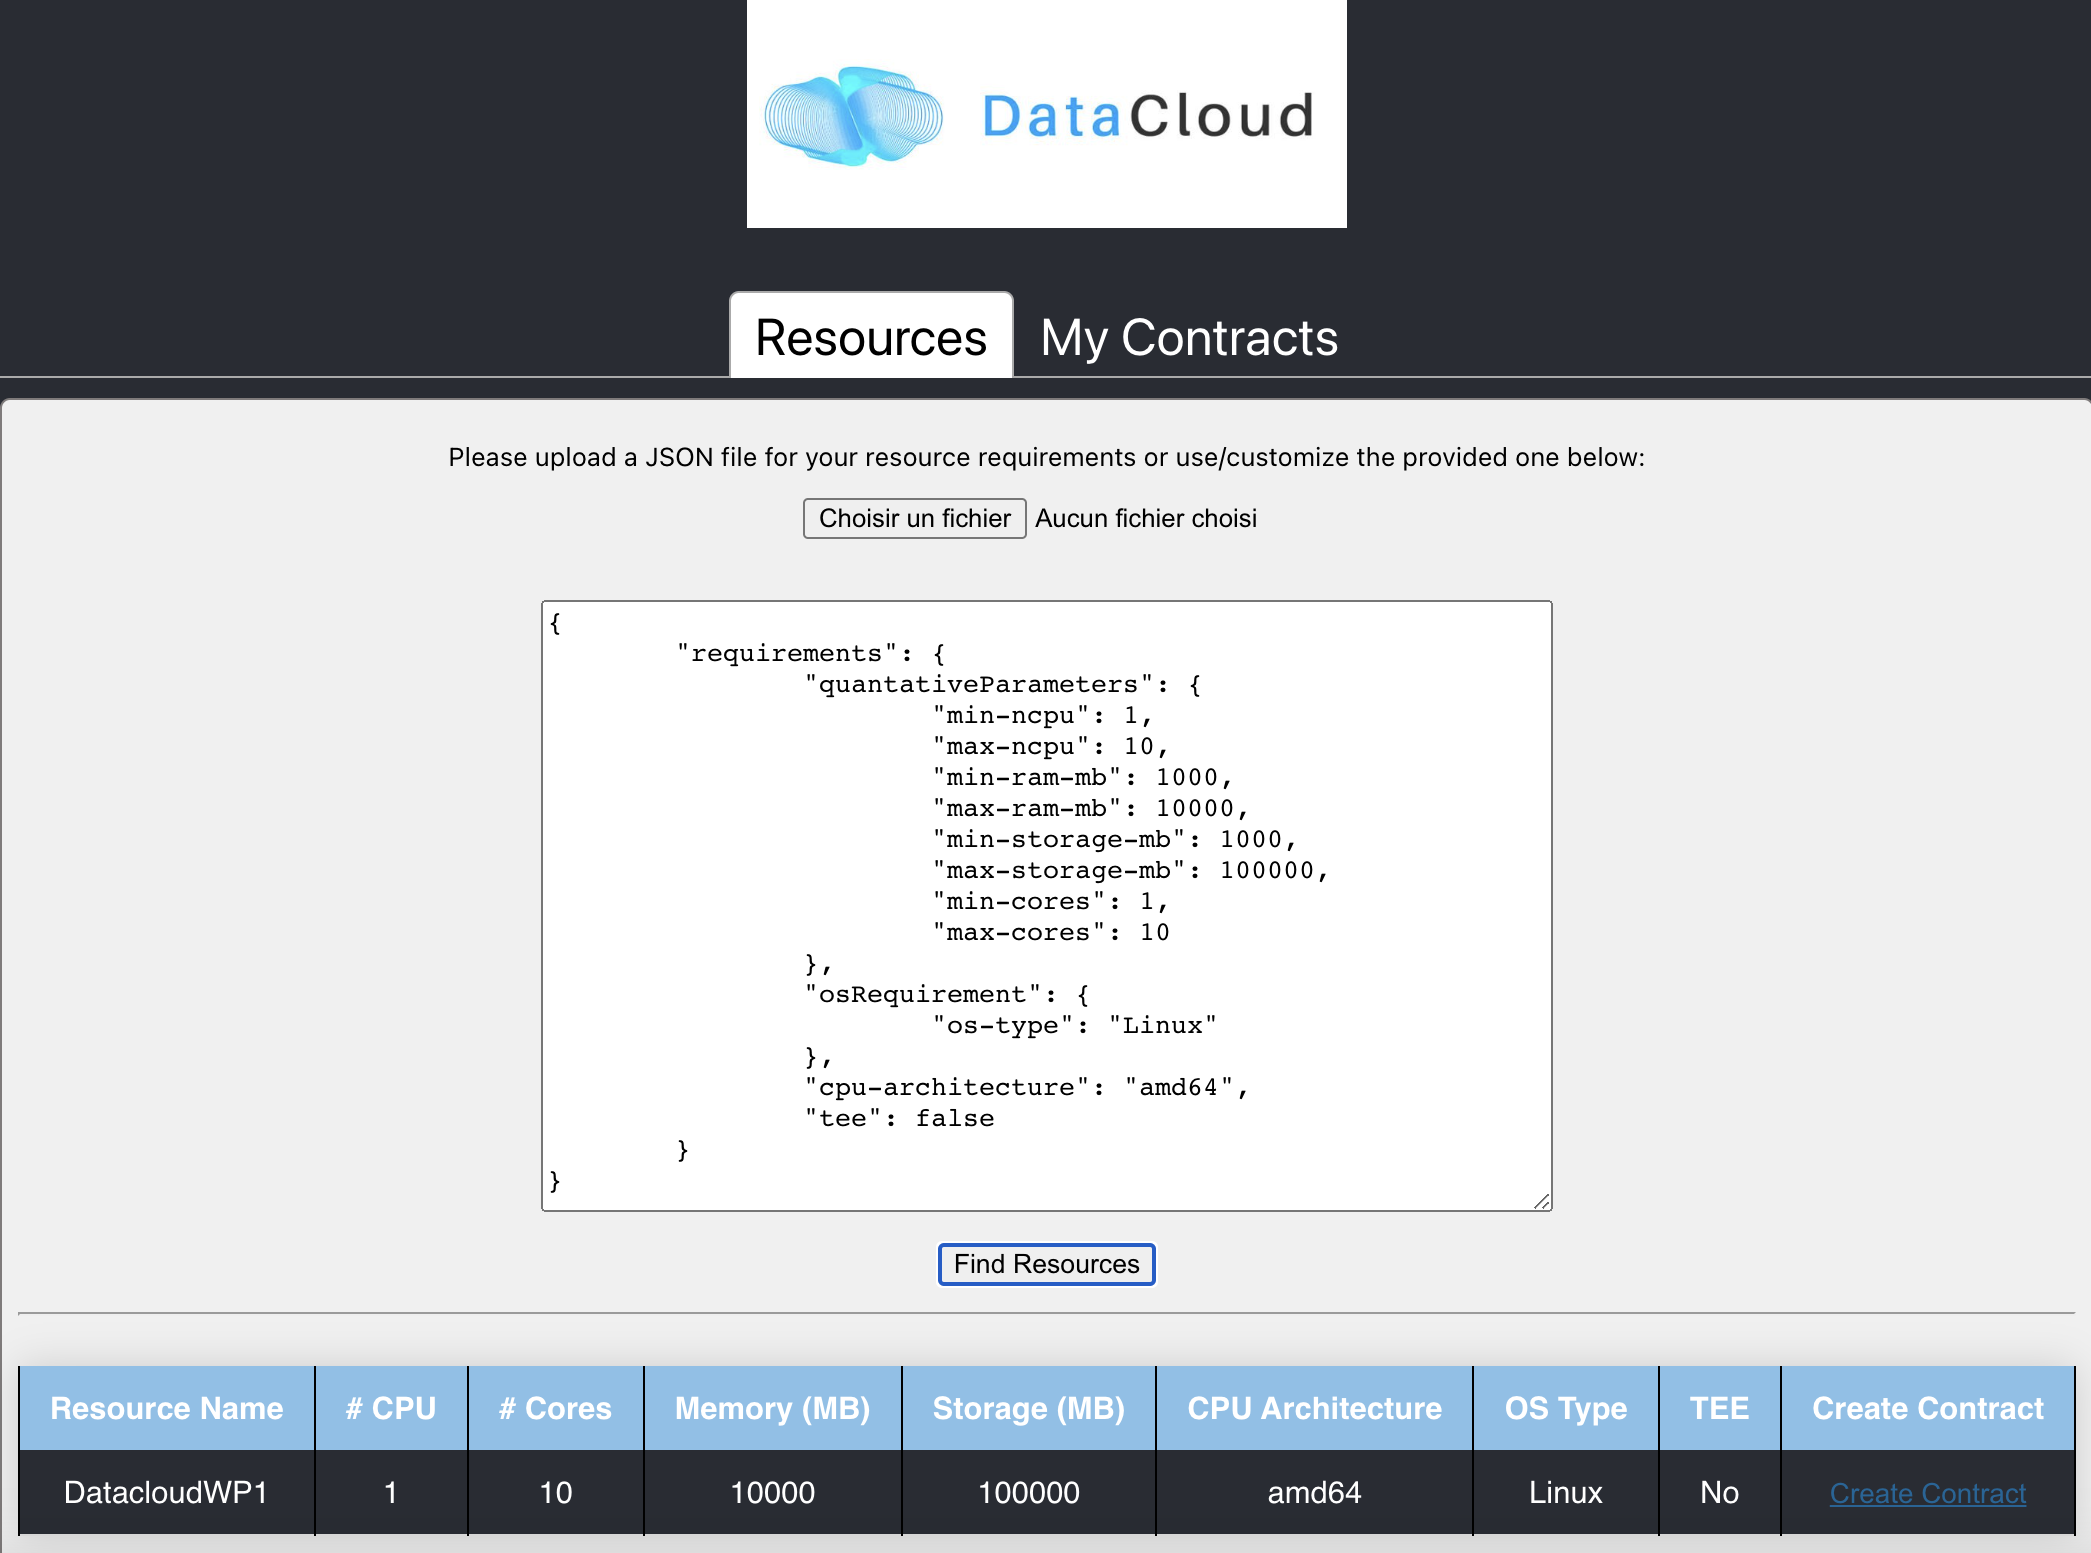 DataCloud
Resources My Contracts
Please upload a JSON file for your resource requirements or use/customize the provided one below:
Choisir un fichier Aucun fichier choisi
{
"requirements": {
"quantativeParameters": {
"min-ncpu": 1,
"max-ncpu": 10,
"min-ram-mb": 1000,
"max-ram-mb": 10000,
"min-storage-mb": 1000,
"max-storage-mb": 100000,
"min-cores": 1,
"max-cores": 10
},
"osRequirement": {
"os-type": "Linux"
},
"cpu-architecture": "amd64",
"tee": false
}
}
Find Resources
Resource Name # CPU # Cores Memory (MB) Storage (MB) CPU Architecture OS Type TEE Create Contract
DatacloudWP1 1 10 10000 100000 amd64 Linux No Create Contract